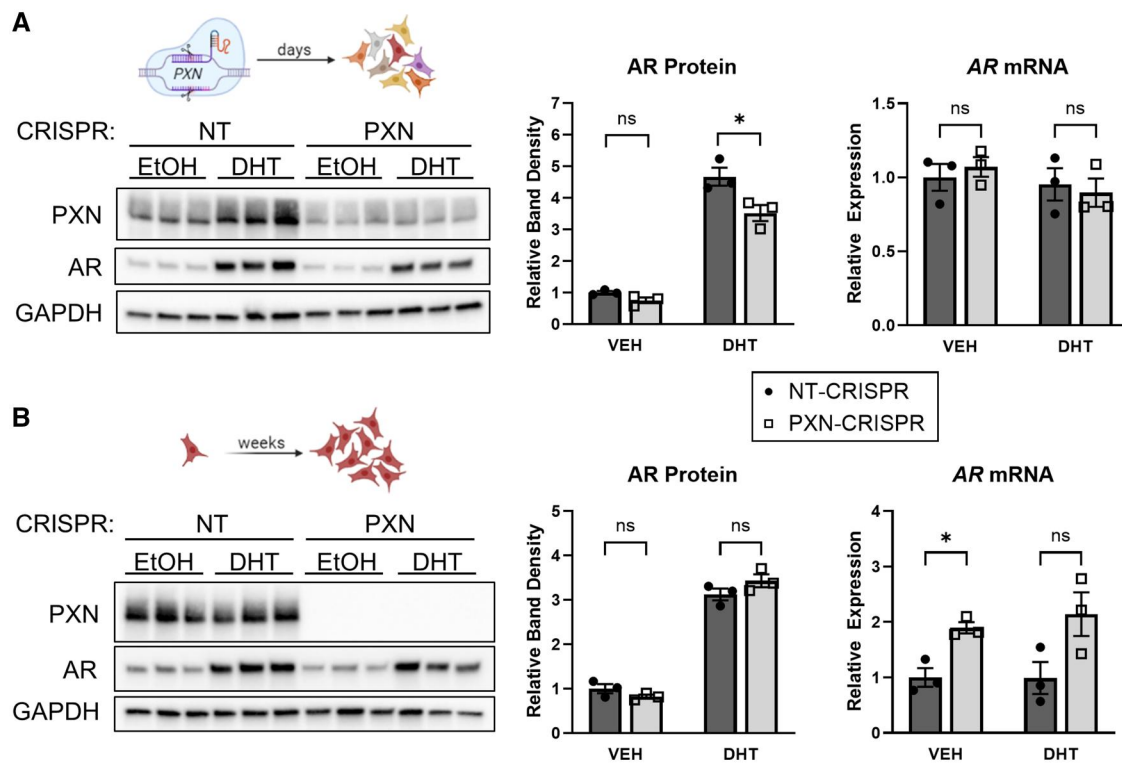 A
PXN
days
CRISPR: NT PXN
EtOH DHT EtOH DHT
PXN
AR
GAPDH
AR Protein
Relative Band Density
7
6
5
4
3
2
1
0
ns
*
VEH DHT
AR mRNA
Relative Expression
1.5
1.0
0.5
0.0
ns
ns
VEH DHT
NT-CRISPR
PXN-CRISPR
B
weeks
CRISPR: NT PXN
EtOH DHT EtOH DHT
PXN
AR
GAPDH
AR Protein
Relative Band Density
5
4
3
2
1
0
ns
ns
VEH DHT
AR mRNA
Relative Expression
4
3
2
1
0
*
ns
VEH DHT